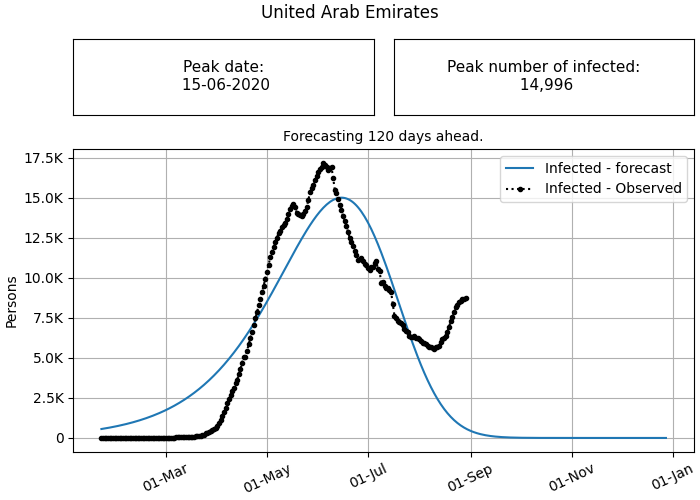 United Arab Emirates
Peak date:
15-06-2020
Peak number of infected:
14,996
Forecasting 120 days ahead.
17.5K
15.0K
12.5K
10.0K
7.5K
5.0K
2.5K
0
Persons
Infected - forecast
Infected - Observed
01-Mar
01-May
01-Jul
01-Sep
01-Nov
01-Jan